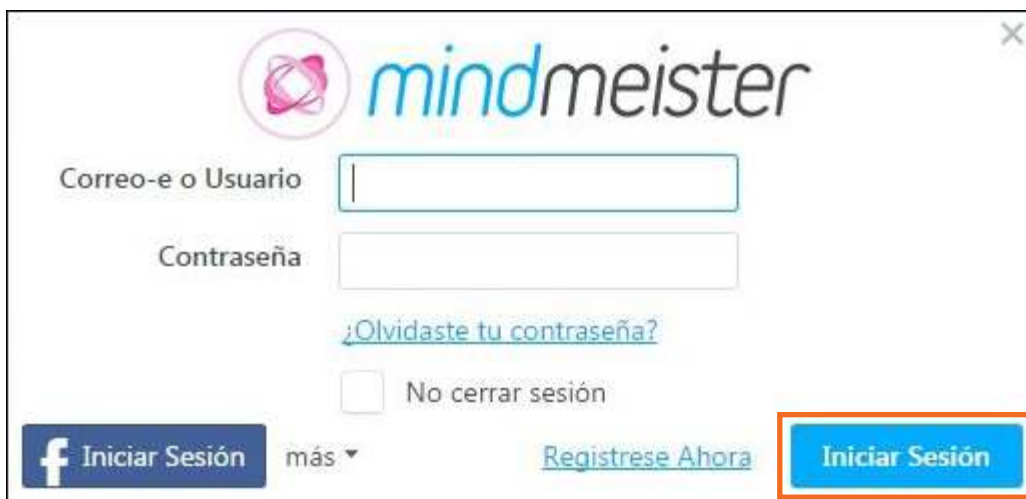 mindmeister
Correo-e o Usuario
Contraseña
¿Olvidaste tu contraseña?
No cerrar sesión
f Iniciar Sesión más Registrese Ahora Iniciar Sesión